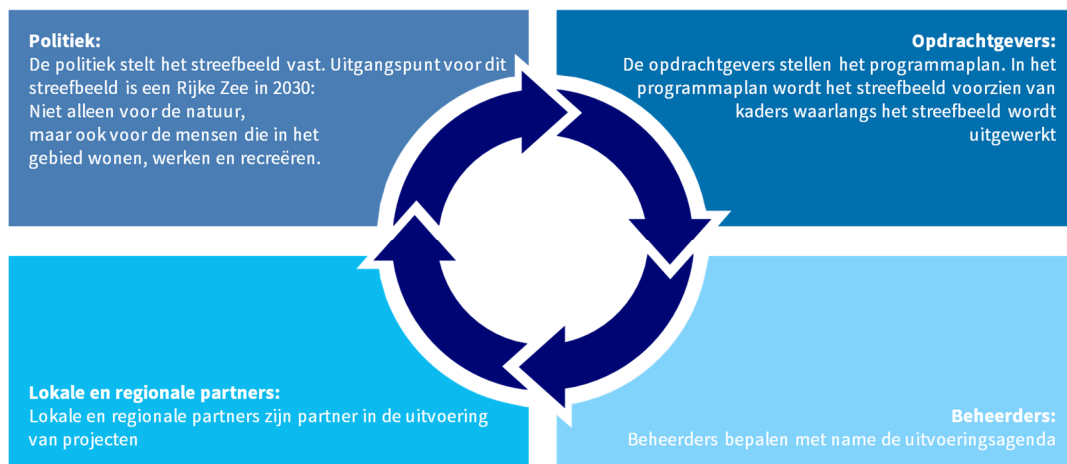 Politiek:
De politiek stelt het streefbeeld vast. Uitgangspunt voor dit
streefbeeld is een Rijke Zee in 2030:
Niet alleen voor de natuur,
maar ook voor de mensen die in het
gebied wonen, werken en recreëren.
Opdrachtgevers:
De opdrachtgevers stellen het programmaplan. In het
programmaplan wordt het streefbeeld voorzien van
kaders waarlangs het streefbeeld wordt
uitgewerkt
Lokale en regionale partners:
Lokale en regionale partners zijn partner in de uitvoering
van projecten
Beheerders:
Beheerders bepalen met name de uitvoeringsagenda